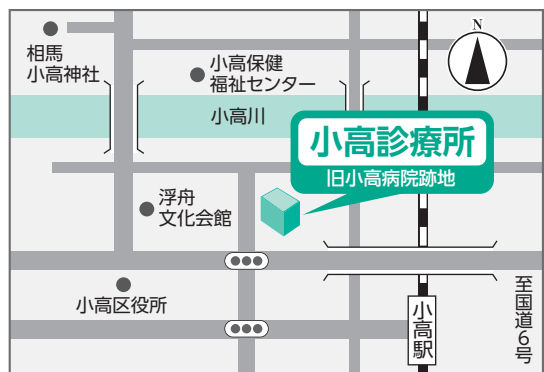 N
相馬
小高神社
小高保健
福祉センター
小高川
小高診療所
旧小高病院跡地
浮舟
文化会館
小高区役所
小高駅
至国道6号